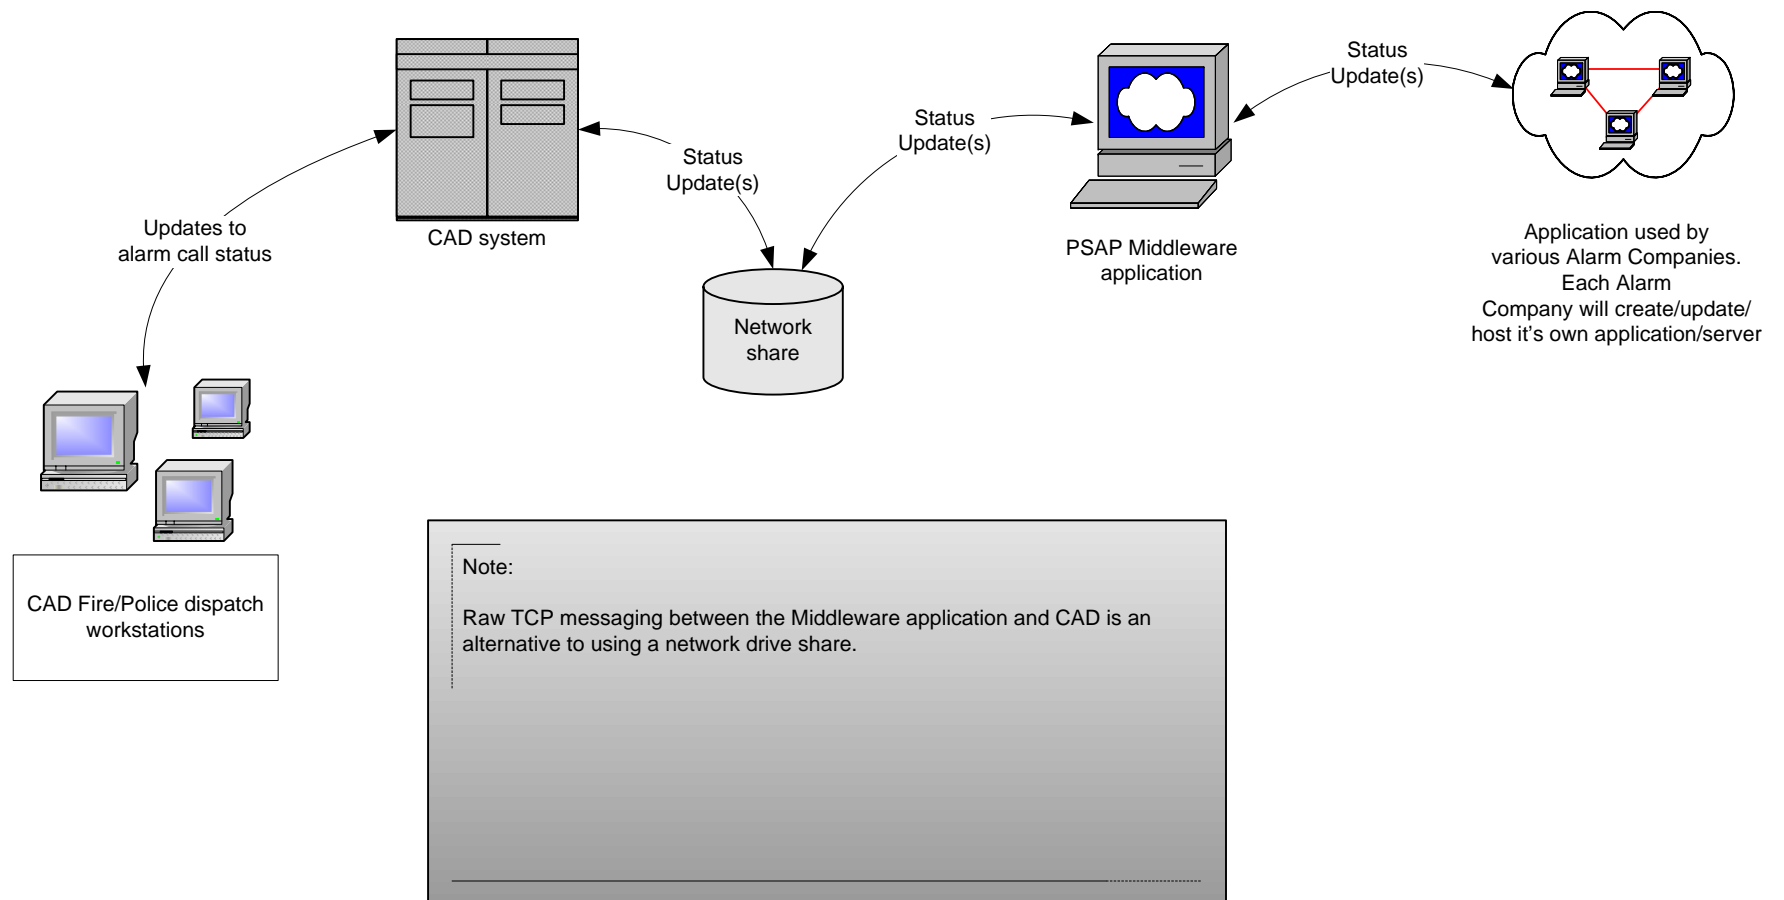 Status
Update(s)
Status
Update(s)
Status
Update(s)
Updates to
alarm call status
CAD system
PSAP Middleware
application
Application used by
various Alarm Companies.
Each Alarm
Company will create/update/
host it's own application/server
Network
share
CAD Fire/Police dispatch
workstations
Note:
Raw TCP messaging between the Middleware application and CAD is an
alternative to using a network drive share.